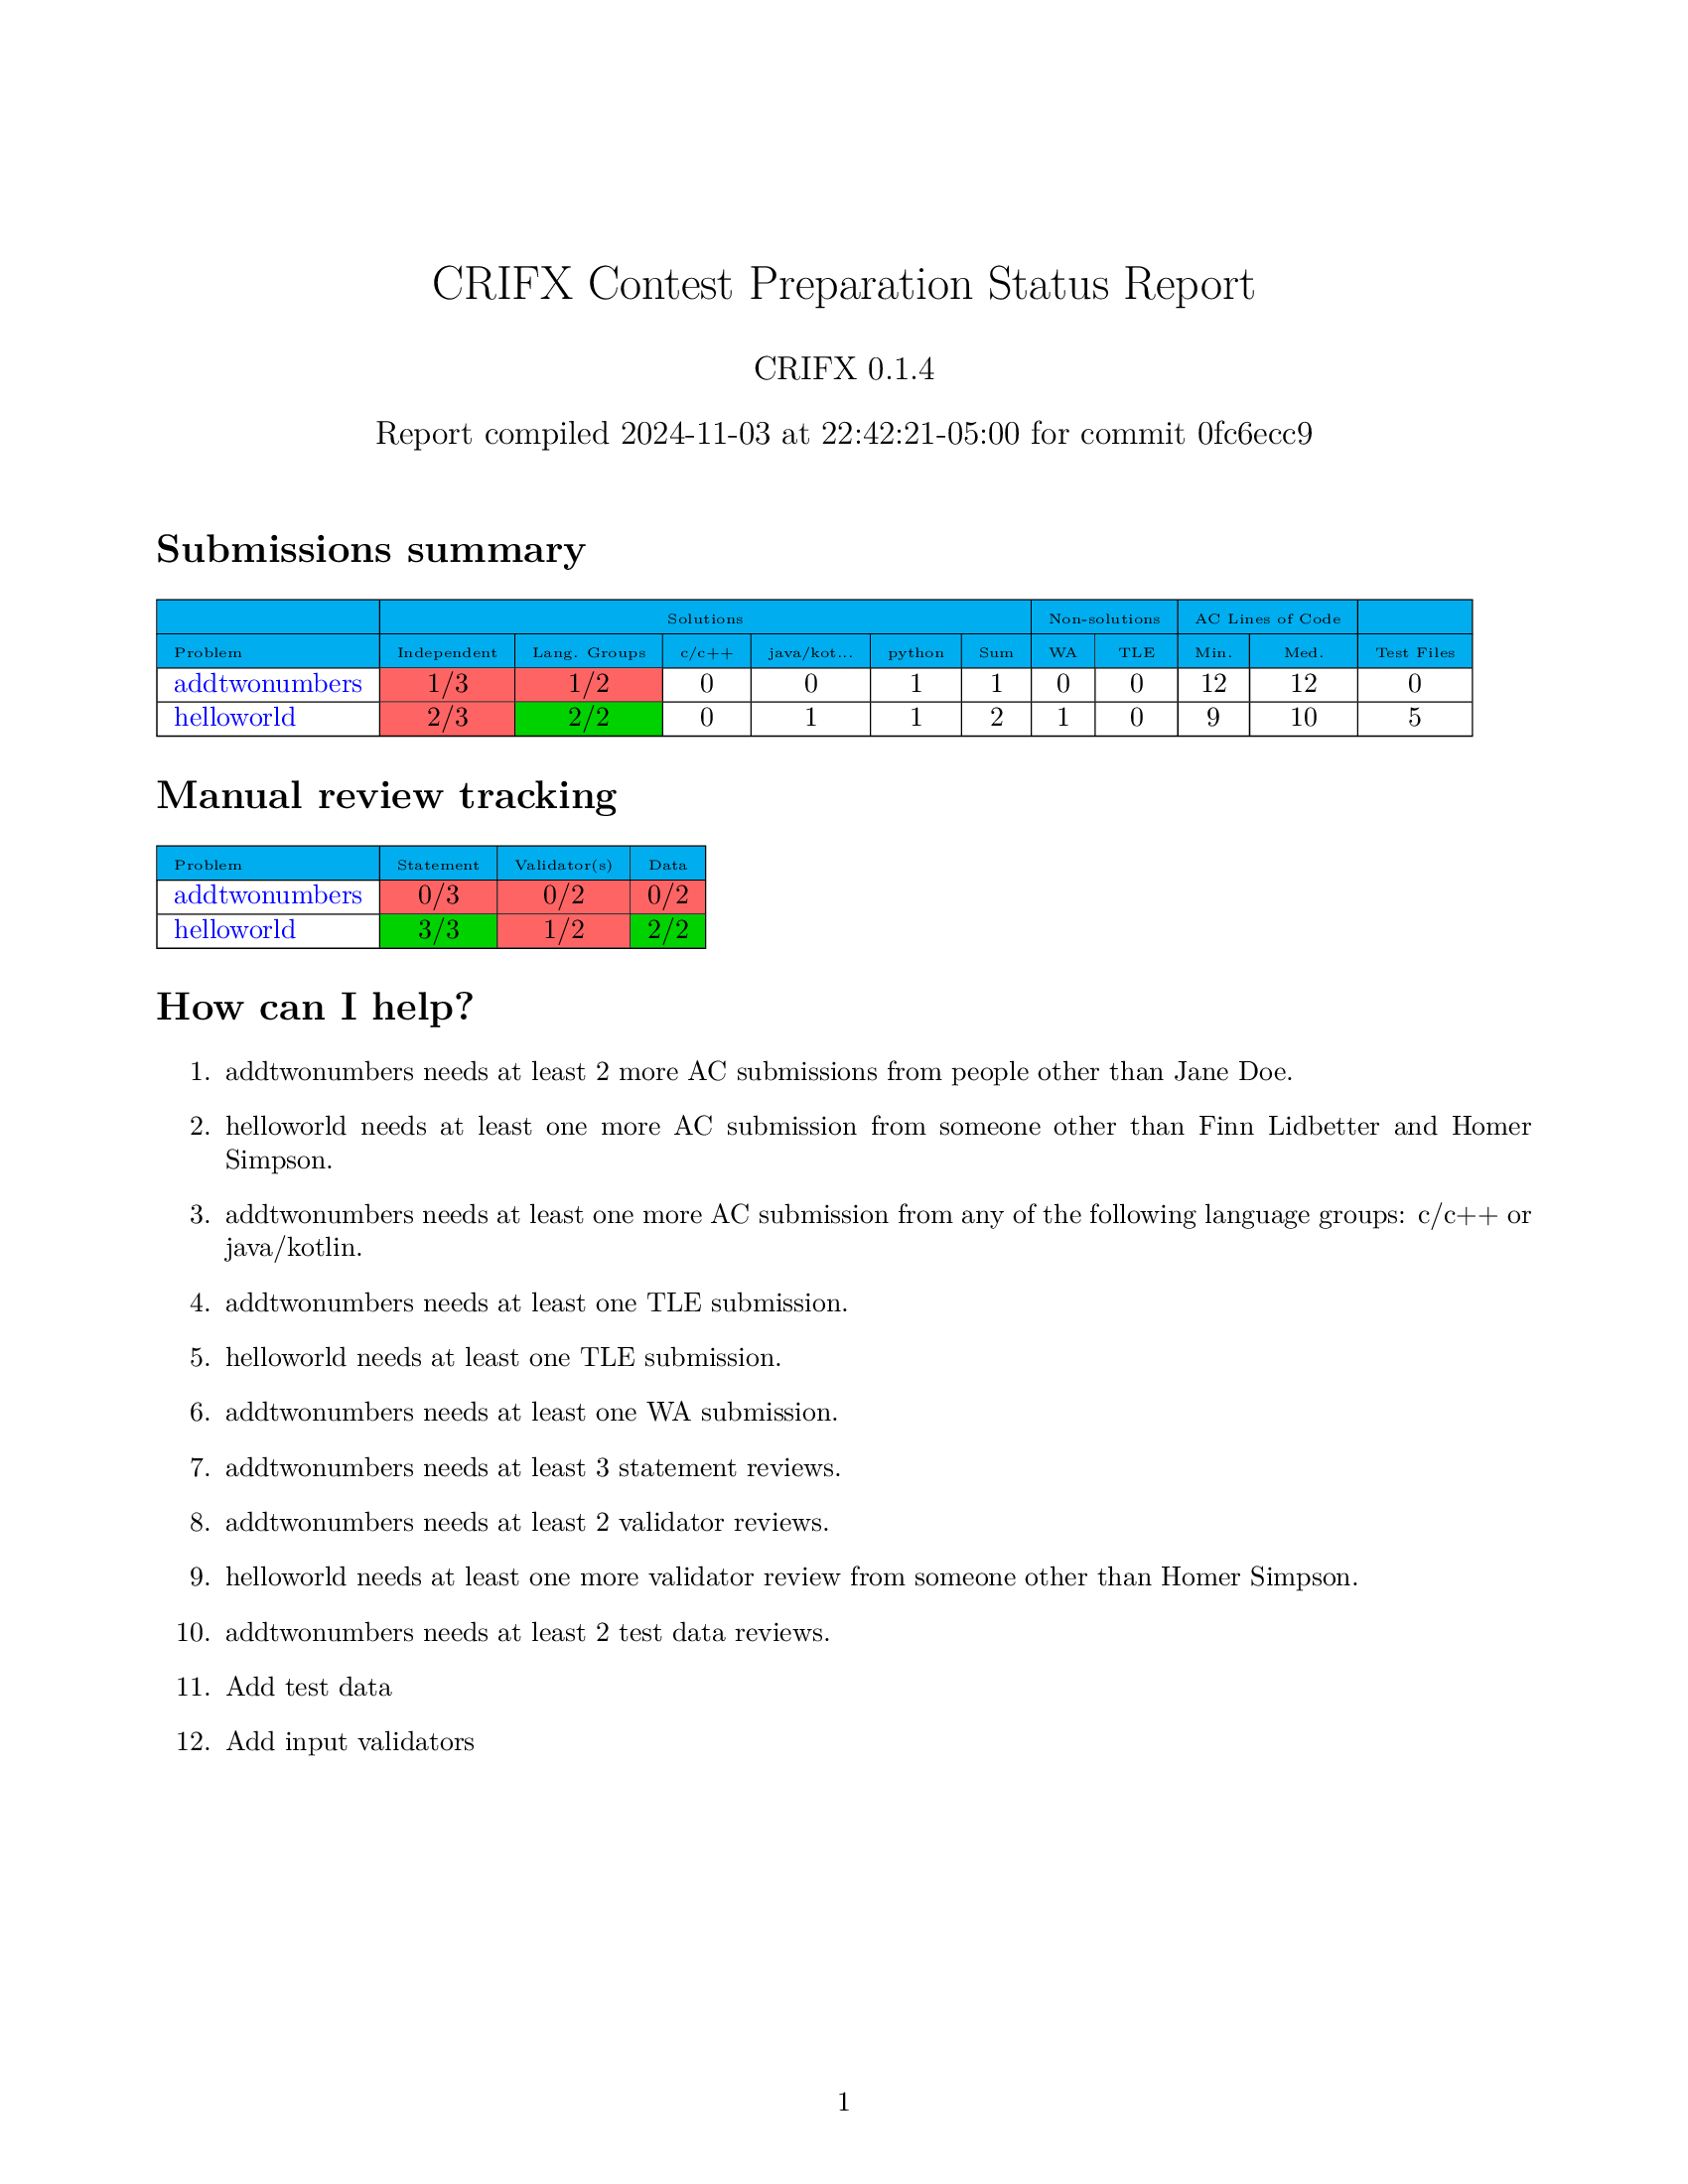 CRIFX Contest Preparation Status Report
CRIFX 0.1.4
Report compiled 2024-11-03 at 22:42:21-05:00 for commit 0fc6ecc9
Submissions summary
Solutions Non-solutions AC Lines of Code
Problem Independent Lang. Groups c/c++ java/kot... python Sum WA TLE Min. Med. Test Files
addtwonumbers 1/3 1/2 0 0 1 1 0 0 12 12 0
helloworld 2/3 2/2 0 1 1 2 1 0 9 10 5
Manual review tracking
Problem Statement Validator(s) Data
addtwonumbers 0/3 0/2 0/2
helloworld 3/3 1/2 2/2
How can I help?
1. addtwonumbers needs at least 2 more AC submissions from people other than Jane Doe.
2. helloworld needs at least one more AC submission from someone other than Finn Lidbetter and Homer
Simpson.
3. addtwonumbers needs at least one more AC submission from any of the following language groups: c/c++ or
java/kotlin.
4. addtwonumbers needs at least one TLE submission.
5. helloworld needs at least one TLE submission.
6. addtwonumbers needs at least one WA submission.
7. addtwonumbers needs at least 3 statement reviews.
8. addtwonumbers needs at least 2 validator reviews.
9. helloworld needs at least one more validator review from someone other than Homer Simpson.
10. addtwonumbers needs at least 2 test data reviews.
11. Add test data
12. Add input validators
1